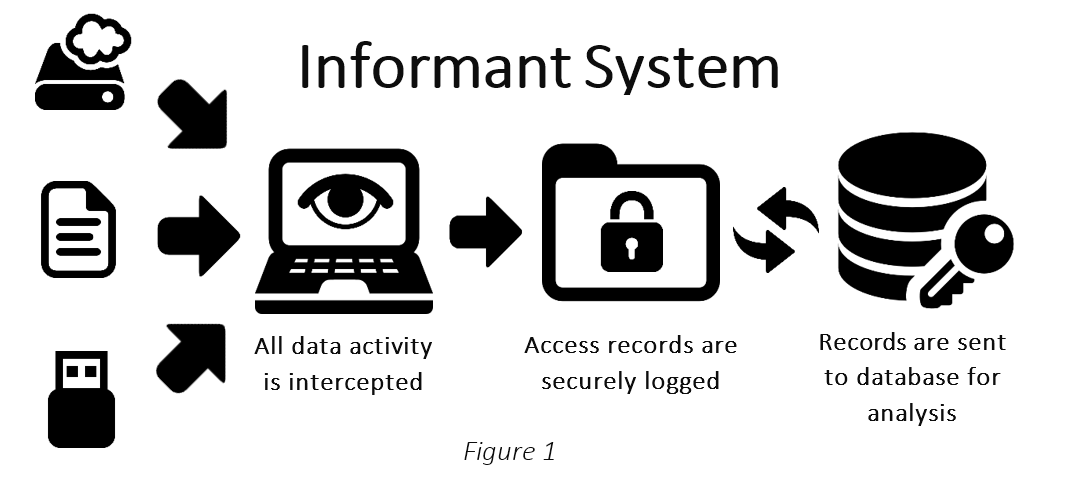 Informant System
All data activity
is intercepted
Access records are
securely logged
Records are sent
to database for
analysis
Figure 1